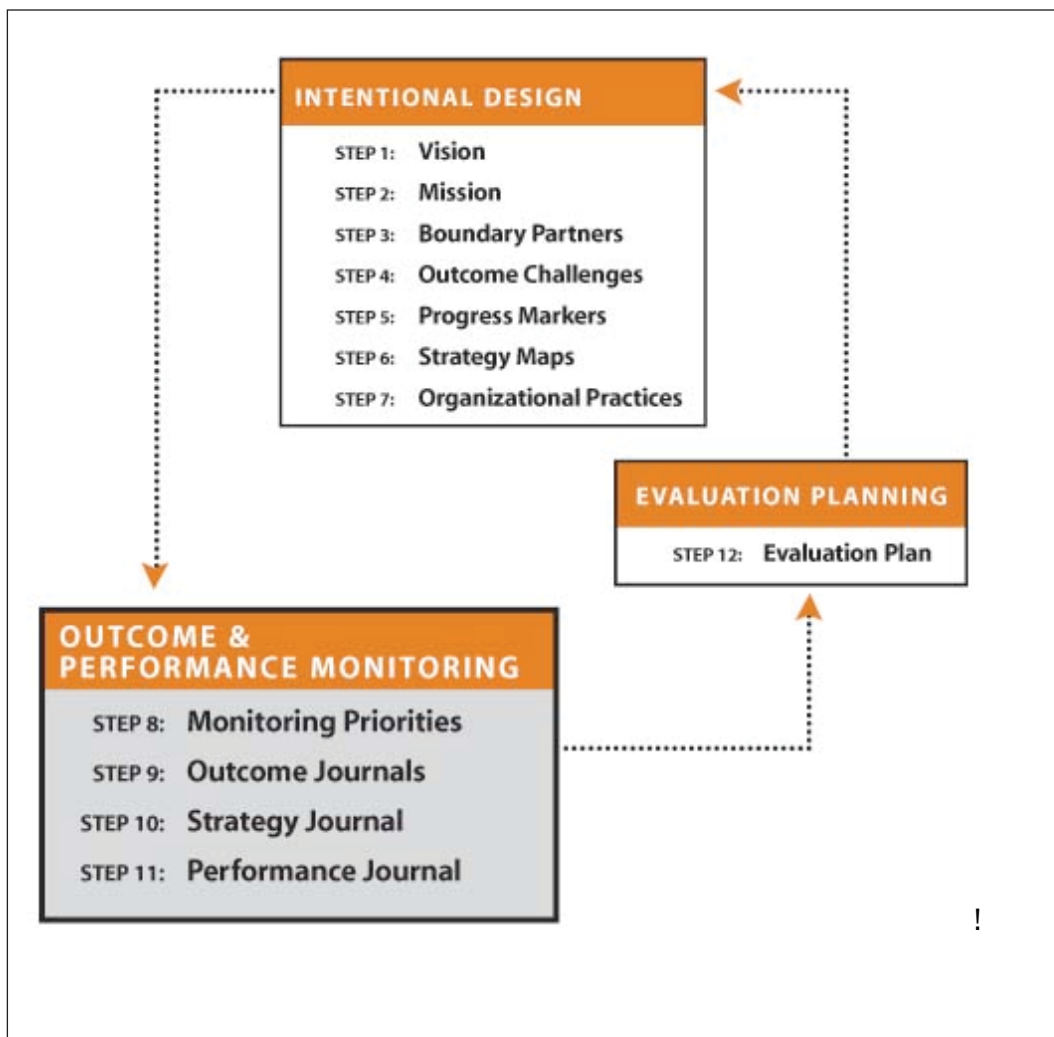 INTENTIONAL DESIGN
STEP 1: Vision
STEP 2: Mission
STEP 3: Boundary Partners
STEP 4: Outcome Challenges
STEP 5: Progress Markers
STEP 6: Strategy Maps
STEP 7: Organizational Practices
EVALUATION PLANNING
STEP 12: Evaluation Plan
OUTCOME &
PERFORMANCE MONITORING
STEP 8: Monitoring Priorities
STEP 9: Outcome Journals
STEP 10: Strategy Journal
STEP 11: Performance Journal
!